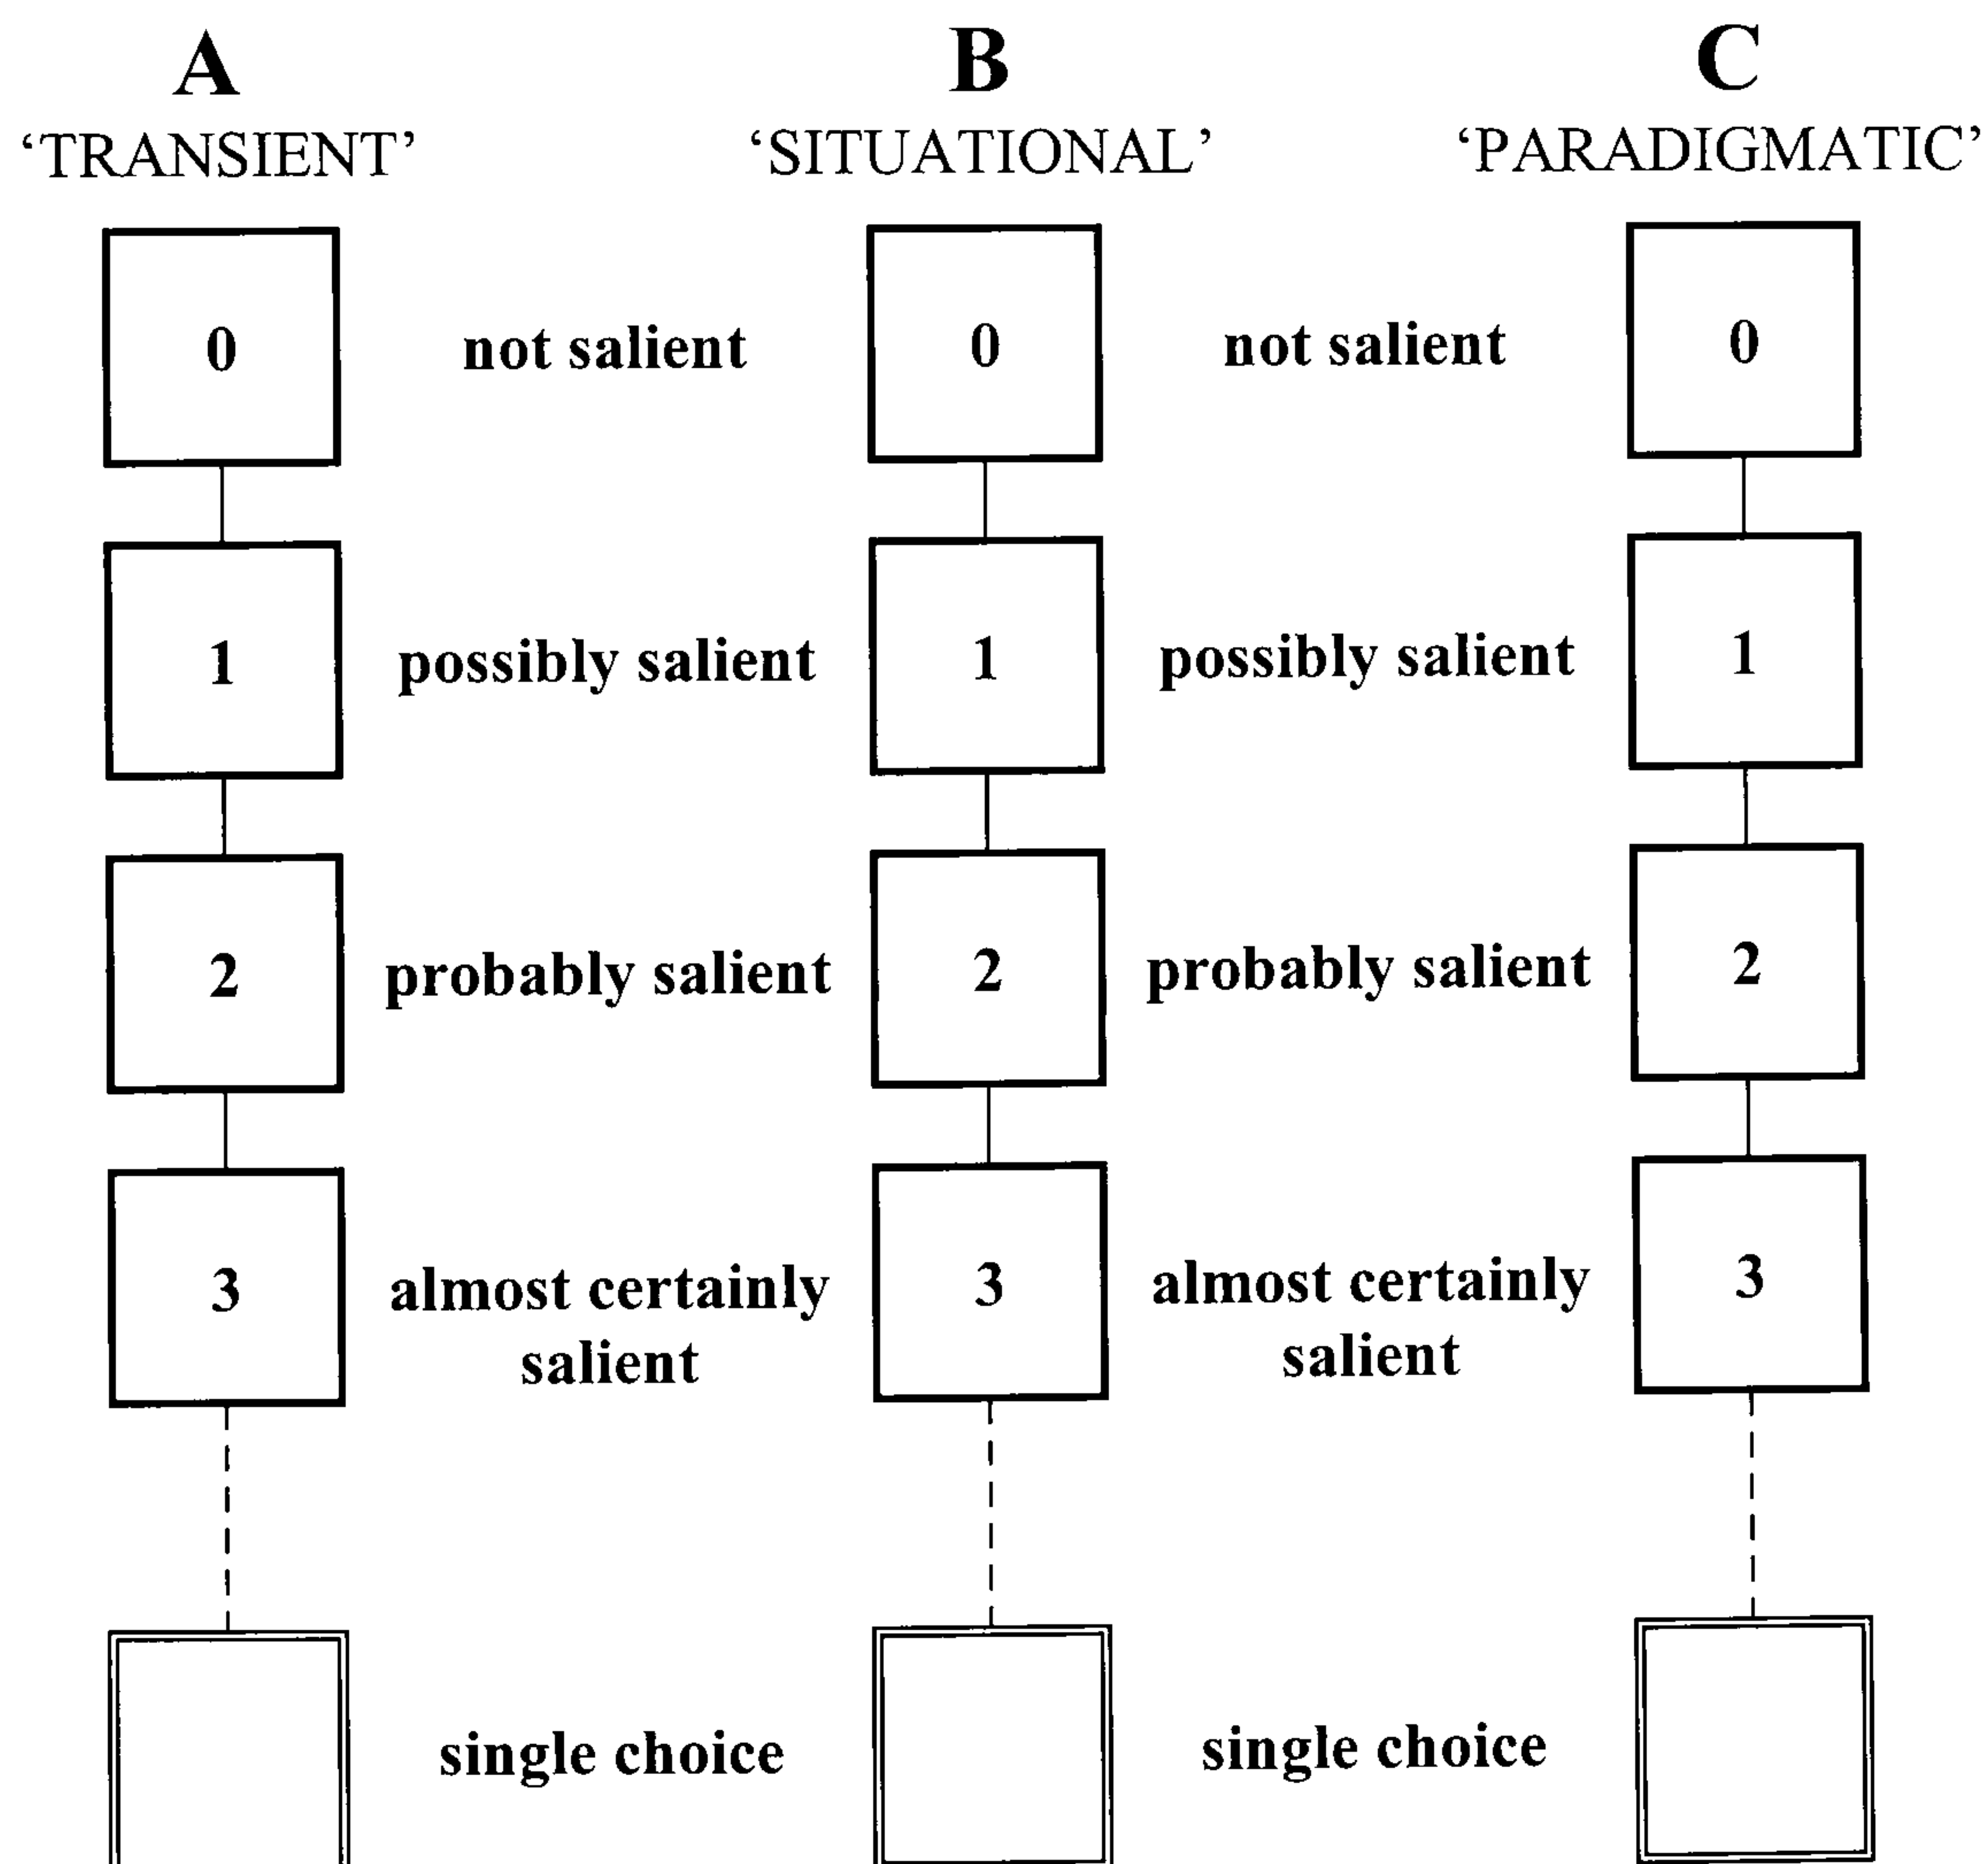 A B C
‘TRANSIENT’ ‘SITUATIONAL’ ‘PARADIGMATIC’
0 not salient 0 not salient 0
1 possibly salient 1 possibly salient 1
2 probably salient 2 probably salient 2
3 almost certainly 3 almost certainly 3
salient salient
single choice single choice